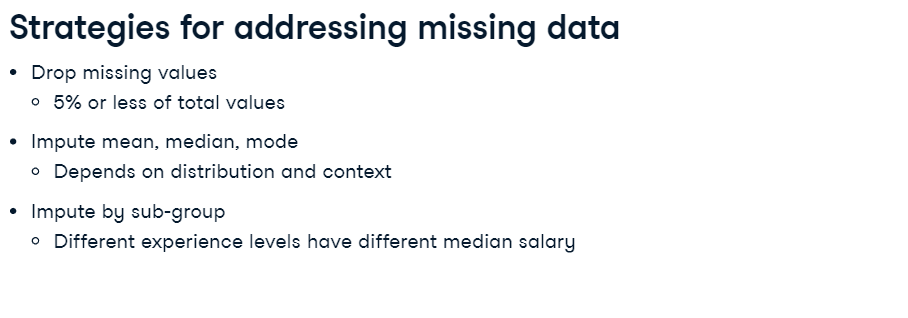 Strategies for addressing missing data
• Drop missing values
○ 5% or less of total values
• Impute mean, median, mode
○ Depends on distribution and context
• Impute by sub-group
○ Different experience levels have different median salary